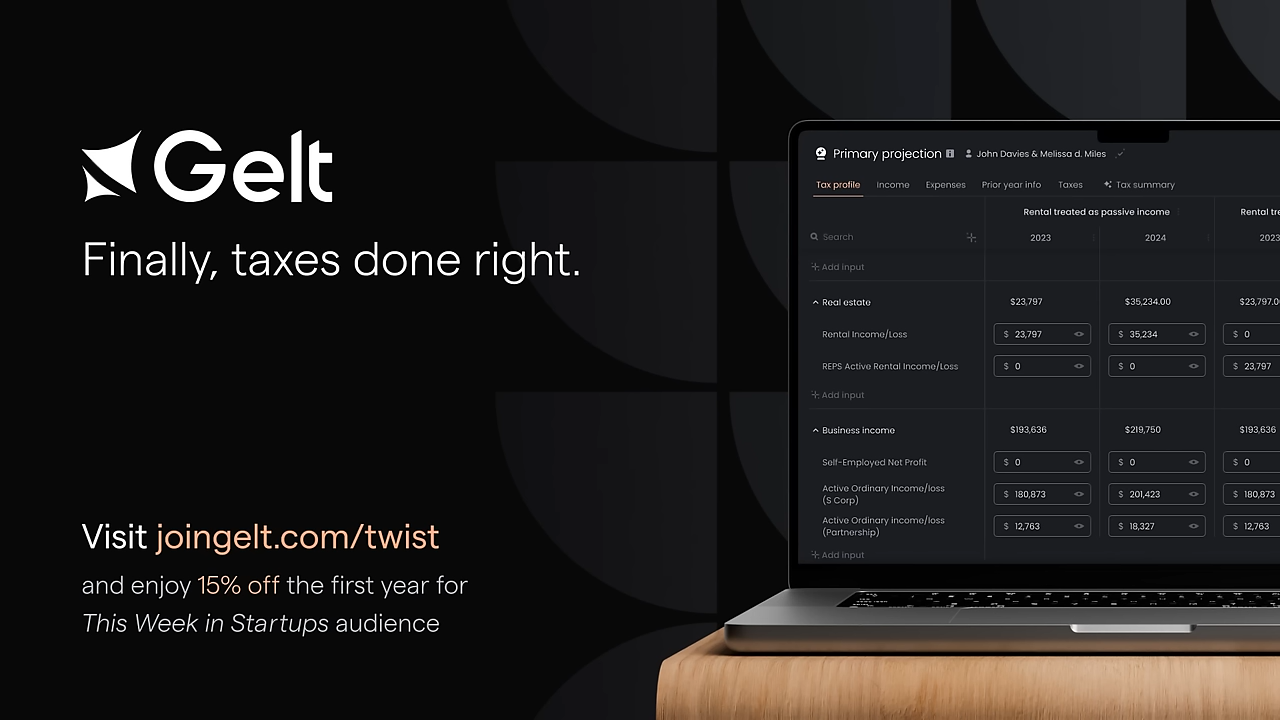 Gelt
Finally, taxes done right.
Visit joingelt.com/twist
and enjoy 15% off the first year for
This Week in Startups audience
Primary projection John Davies & Melissa d. Miles
Tax profile Income Expenses Prior year info Taxes Tax summary
Rental treated as passive income Rental tre
Search 2023 2024 2023
Add input
Real estate $23,797 $35,234.00 $23,797.0
Rental Income/Loss $ 23,797 $ 35,234 $ 0
REPS Active Rental Income/Loss $ 0 $ 0 $ 23,797
Add input
Business income $193,636 $219,750 $193,636
Self-Employed Net Profit $ 0 $ 0 $ 0
Active Ordinary Income/loss
(S Corp) $ 180,873 $ 201,423 $ 180,873
Active Ordinary income/loss
(Partnership) $ 12,763 $ 18,327 $ 12,763
Add input